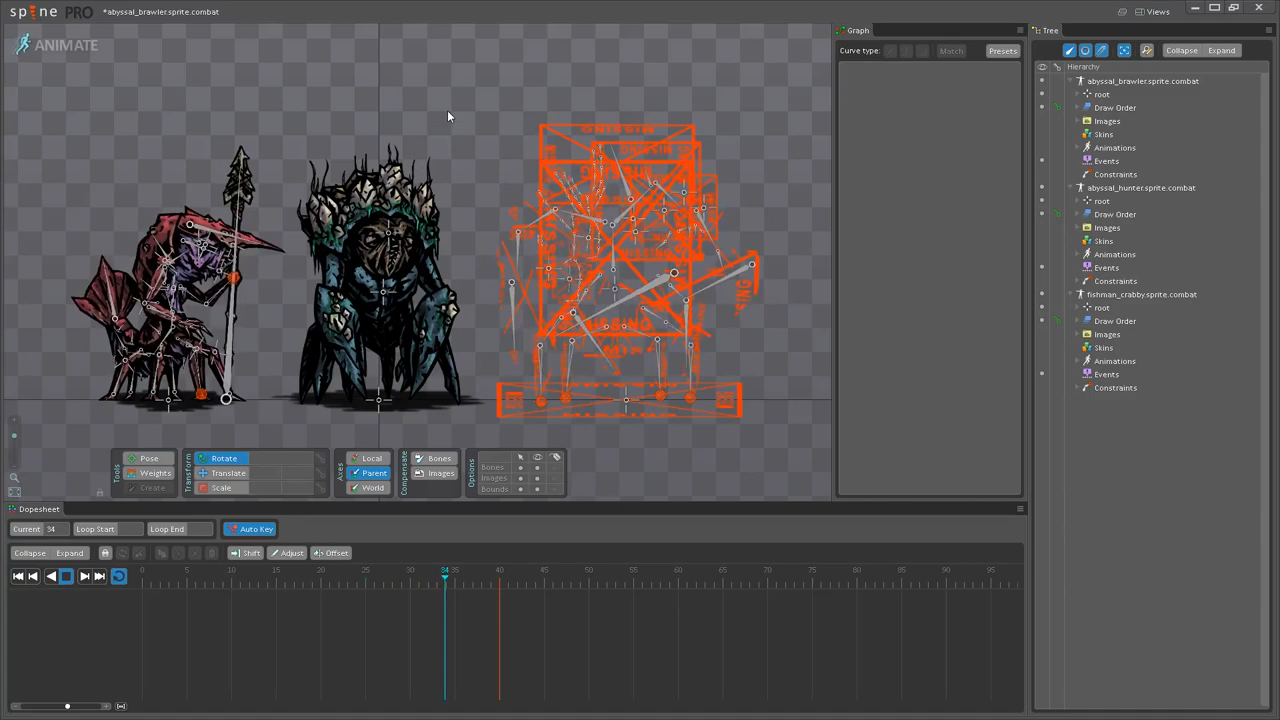 spine PRO *abyssal_brawler.sprite.combat
Views
ANIMATE
Graph
Curve type: Match Presets
Tree
Collapse Expand
Hierarchy
abyssal_brawler.sprite.combat
root
Draw Order
Images
Skins
Animations
Events
Constraints
abyssal_hunter.sprite.combat
root
Draw Order
Images
Skins
Animations
Events
Constraints
fishman_crabby.sprite.combat
root
Draw Order
Images
Skins
Animations
Events
Constraints
MISSING
MISSING
MISSING
MISSING
Tools
Pose
Weights
Create
Transform
Rotate
Translate
Scale
Axes
Local
Parent
World
Compensate
Bones
Images
Options
Bones
Images
Bounds
Dopesheet
Current 34 Loop Start Loop End Auto Key
Collapse Expand Shift Adjust Offset
0 5 10 15 20 25 30 34 35 40 45 50 55 60 65 70 75 80 85 90 95